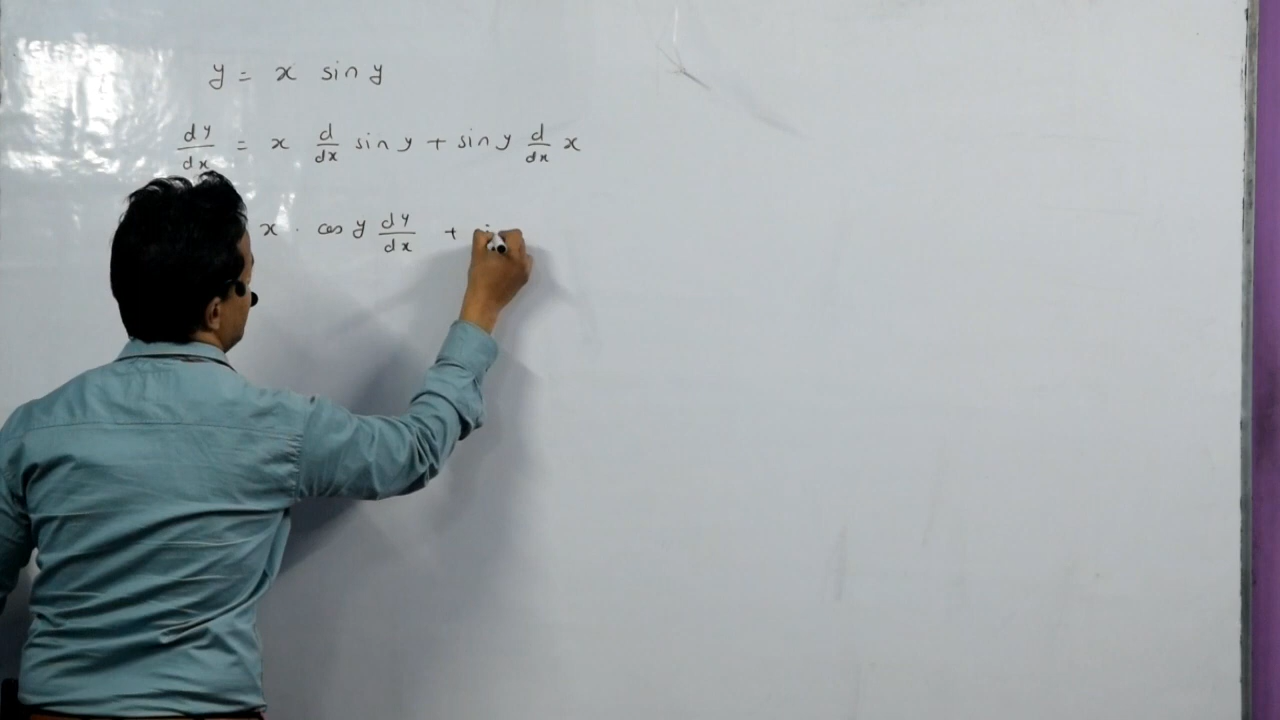 y = x sin y
dy/dx = x d/dx sin y + sin y d/dx x
x · cos y dy/dx +